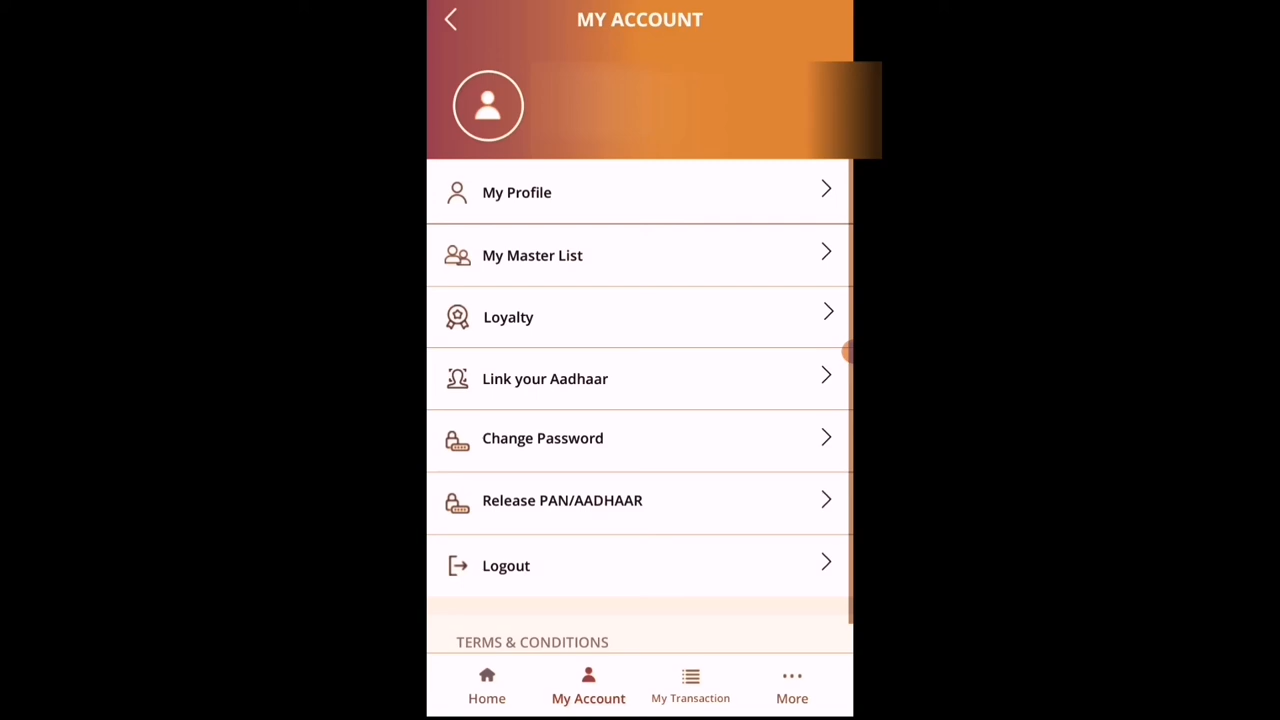 MY ACCOUNT
My Profile
My Master List
Loyalty
Link your Aadhaar
Change Password
Release PAN/AADHAAR
Logout
TERMS & CONDITIONS
Home
My Account
My Transaction
More